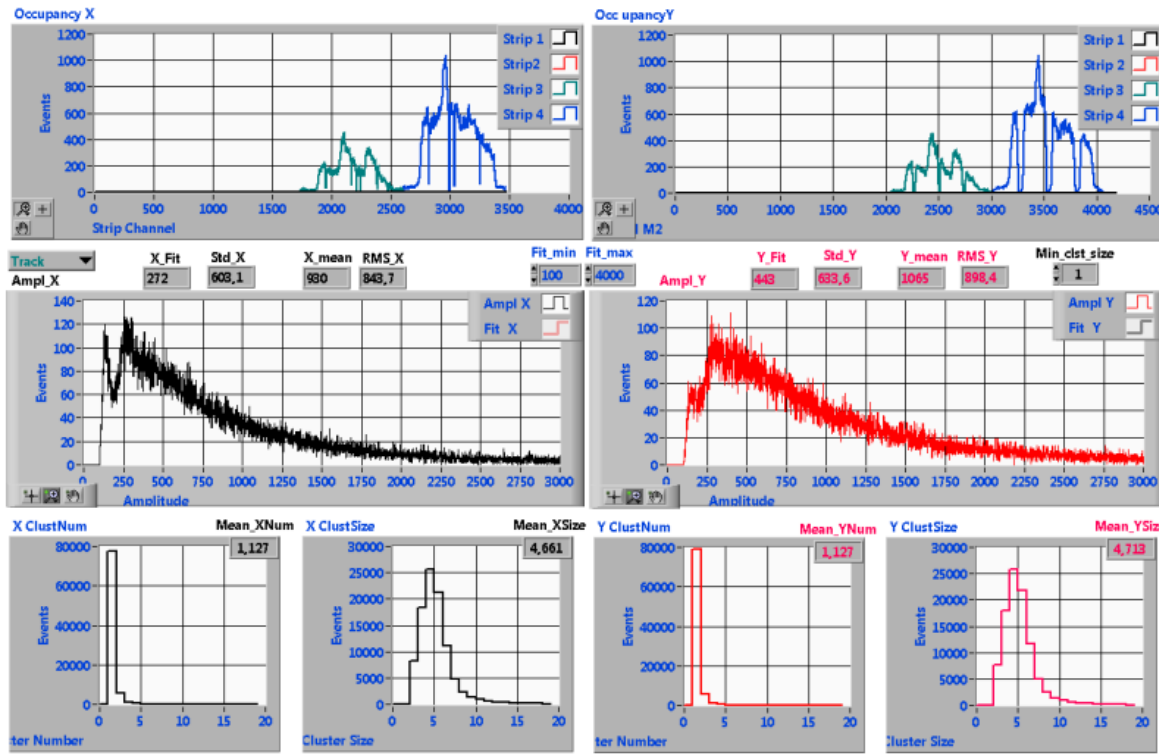 Occupancy X
1200
1000
800
600
400
200
0
Events
0 500 1000 1500 2000 2500 3000 3500 4000
Strip Channel
Strip 1
Strip2
Strip 3
Strip 4
Occ upancyY
1200
1000
800
600
400
200
0
Events
0 500 1000 1500 2000 2500 3000 3500 4000 4500
M2
Strip 1
Strip 2
Strip 3
Strip 4
Track
X_Fit Std_X X_mean RMS_X
272 603,1 930 843,7
Fit_min Fit_max
100 4000
Y_Fit Std_Y Y_mean RMS_Y
443 633,6 1065 898,4
Min_clst_size
1
Ampl_X
140
120
100
80
60
40
20
0
Events
0 250 500 750 1000 1250 1500 1750 2000 2250 2500 2750 3000
Amplitude
Ampl X
Fit X
Ampl_Y
120
100
80
60
40
20
0
Events
0 250 500 750 1000 1250 1500 1750 2000 2250 2500 2750 3000
Amplitude
Ampl Y
Fit Y
X ClustNum
Mean_XNum
1,127
80000
60000
40000
20000
0
Events
0 5 10 15 20
ter Number
X ClustSize
Mean_XSize
4,661
30000
25000
20000
15000
10000
5000
0
Events
0 5 10 15 20
Cluster Size
Y ClustNum
Mean_YNum
1,127
80000
60000
40000
20000
0
Events
0 5 10 15 20
ter Number
Y ClustSize
Mean_YSiz
4,713
30000
25000
20000
15000
10000
5000
0
Events
0 5 10 15 20
Cluster Size